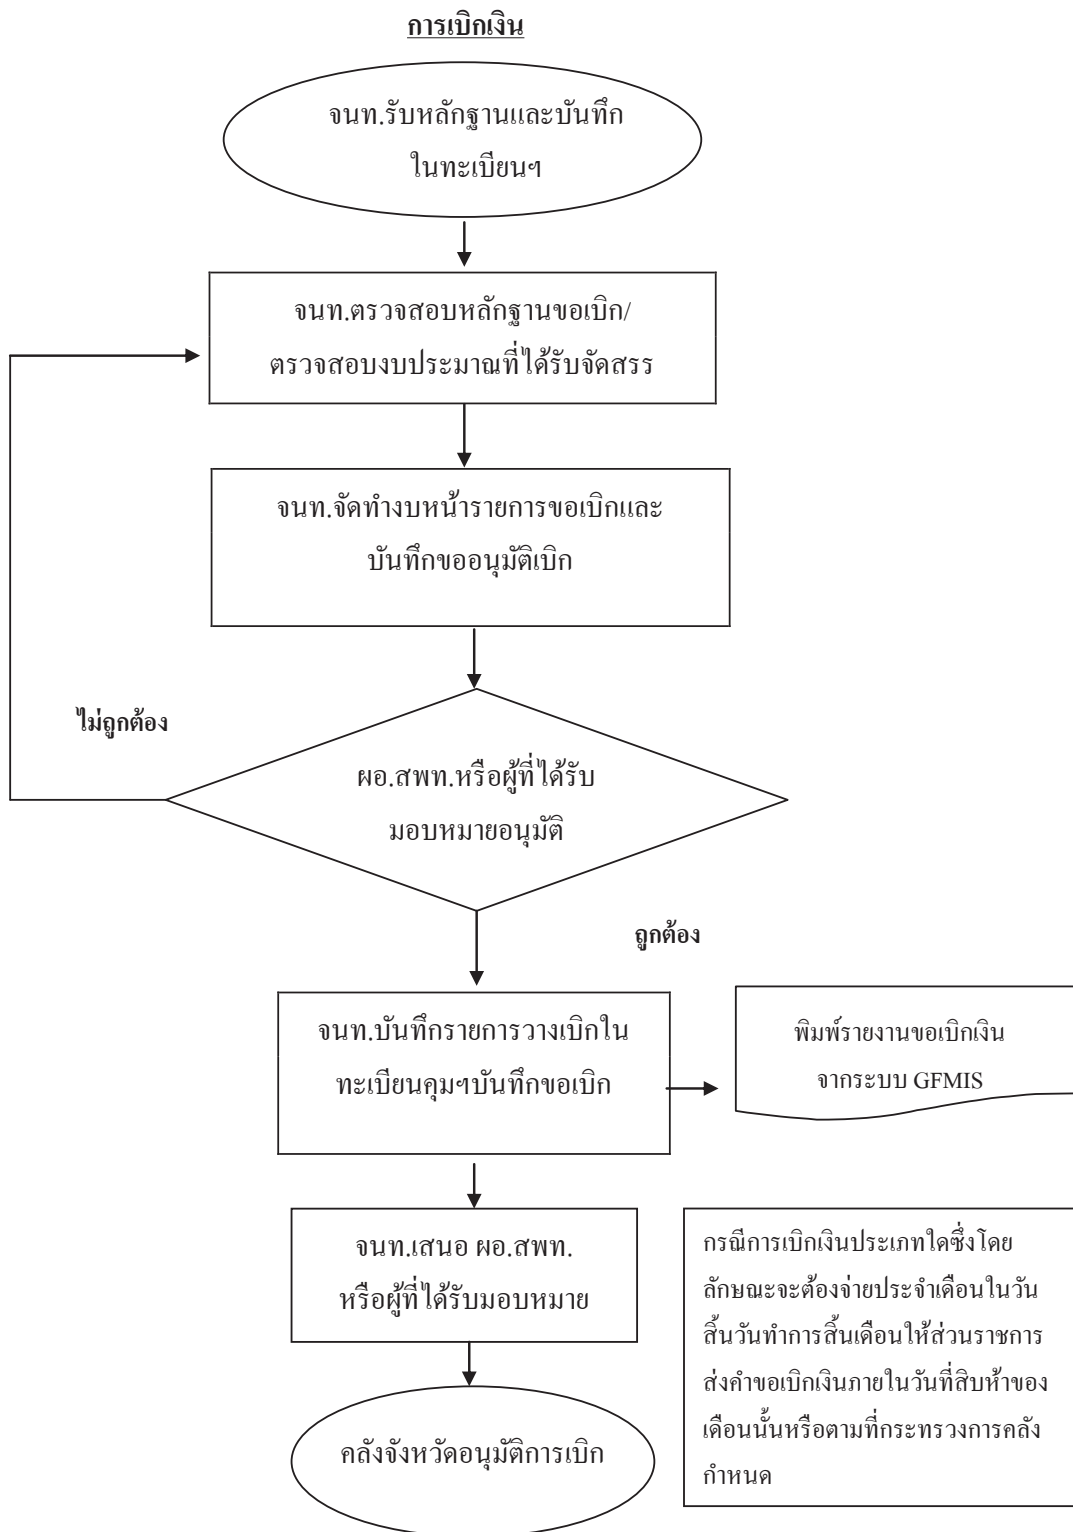 การเบิกเงิน
จนท.รับหลักฐานและบันทึก
ในทะเบียนฯ
จนท.ตรวจสอบหลักฐานขอเบิก/
ตรวจสอบงบประมาณที่ได้รับจัดสรร
จนท.จัดทำงบหน้ารายการขอเบิกและ
บันทึกขออนุมัติเบิก
ไม่ถูกต้อง
ผอ.สพท.หรือผู้ที่ได้รับ
มอบหมายอนุมัติ
ถูกต้อง
จนท.บันทึกรายการวางเบิกใน
ทะเบียนคุมฯบันทึกขอเบิก
พิมพ์รายงานขอเบิกเงิน
จากระบบ GFMIS
จนท.เสนอ ผอ.สพท.
หรือผู้ที่ได้รับมอบหมาย
กรณีการเบิกเงินประเภทใดซึ่งโดย
ลักษณะจะต้องจ่ายประจำเดือนในวัน
สิ้นวันทำการสิ้นเดือนให้ส่วนราชการ
ส่งคำขอเบิกเงินภายในวันที่สิบห้าของ
เดือนนั้นหรือตามที่กระทรวงการคลัง
กำหนด
คลังจังหวัดอนุมัติการเบิก